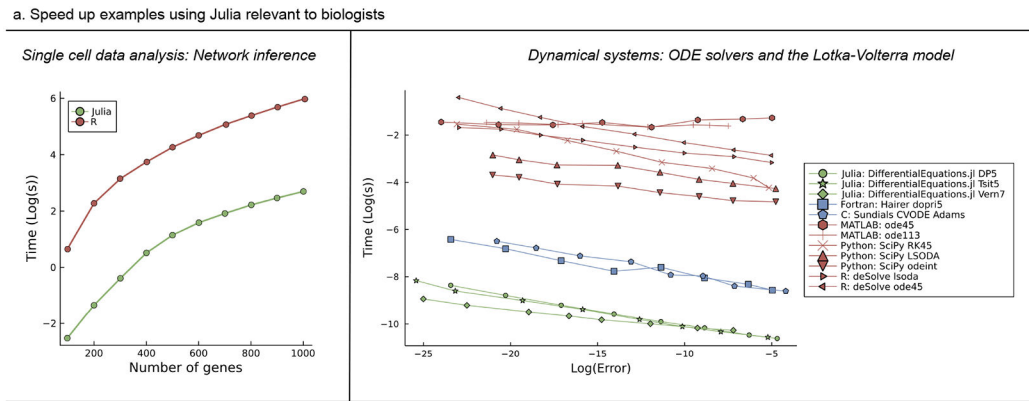 a. Speed up examples using Julia relevant to biologists
Single cell data analysis: Network inference
Time (Log(s))
6
4
2
0
−2
Julia
R
200
400
600
800
1000
Number of genes
Dynamical systems: ODE solvers and the Lotka-Volterra model
Time (Log(s))
−2
−4
−6
−8
−10
−25
−20
−15
−10
−5
Log(Error)
Julia: DifferentialEquations.jl DP5
Julia: DifferentialEquations.jl Tsit5
Julia: DifferentialEquations.jl Vern7
Fortran: Hairer dopri5
C: Sundials CVODE Adams
MATLAB: ode45
MATLAB: ode113
Python: SciPy RK45
Python: SciPy LSODA
Python: SciPy odeint
R: deSolve lsoda
R: deSolve ode45